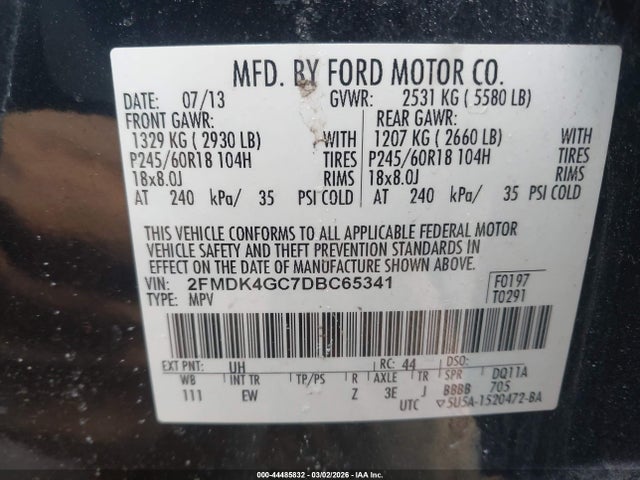 MFD. BY FORD MOTOR CO.
DATE: 07/13 GVWR: 2531 KG ( 5580 LB)
FRONT GAWR: REAR GAWR:
1329 KG ( 2930 LB) WITH 1207 KG ( 2660 LB) WITH
P245/60R18 104H TIRES P245/60R18 104H TIRES
18x8.0J RIMS 18x8.0J RIMS
AT 240 kPa/ 35 PSI COLD AT 240 kPa/ 35 PSI COLD
THIS VEHICLE CONFORMS TO ALL APPLICABLE FEDERAL MOTOR
VEHICLE SAFETY AND THEFT PREVENTION STANDARDS IN
EFFECT ON THE DATE OF MANUFACTURE SHOWN ABOVE.
VIN: 2FMDK4GC7DBC65341 F0197
TYPE: MPV T0291
EXT PNT: UH RC: 44 DSO:
WB INT TR TP/PS R AXLE TR SPR DQ11A
111 EW Z 3E J BBBB 705
UTC 5U5A-1520472-BA
000-44485832 - 03/02/2026 - IAAI Corp.